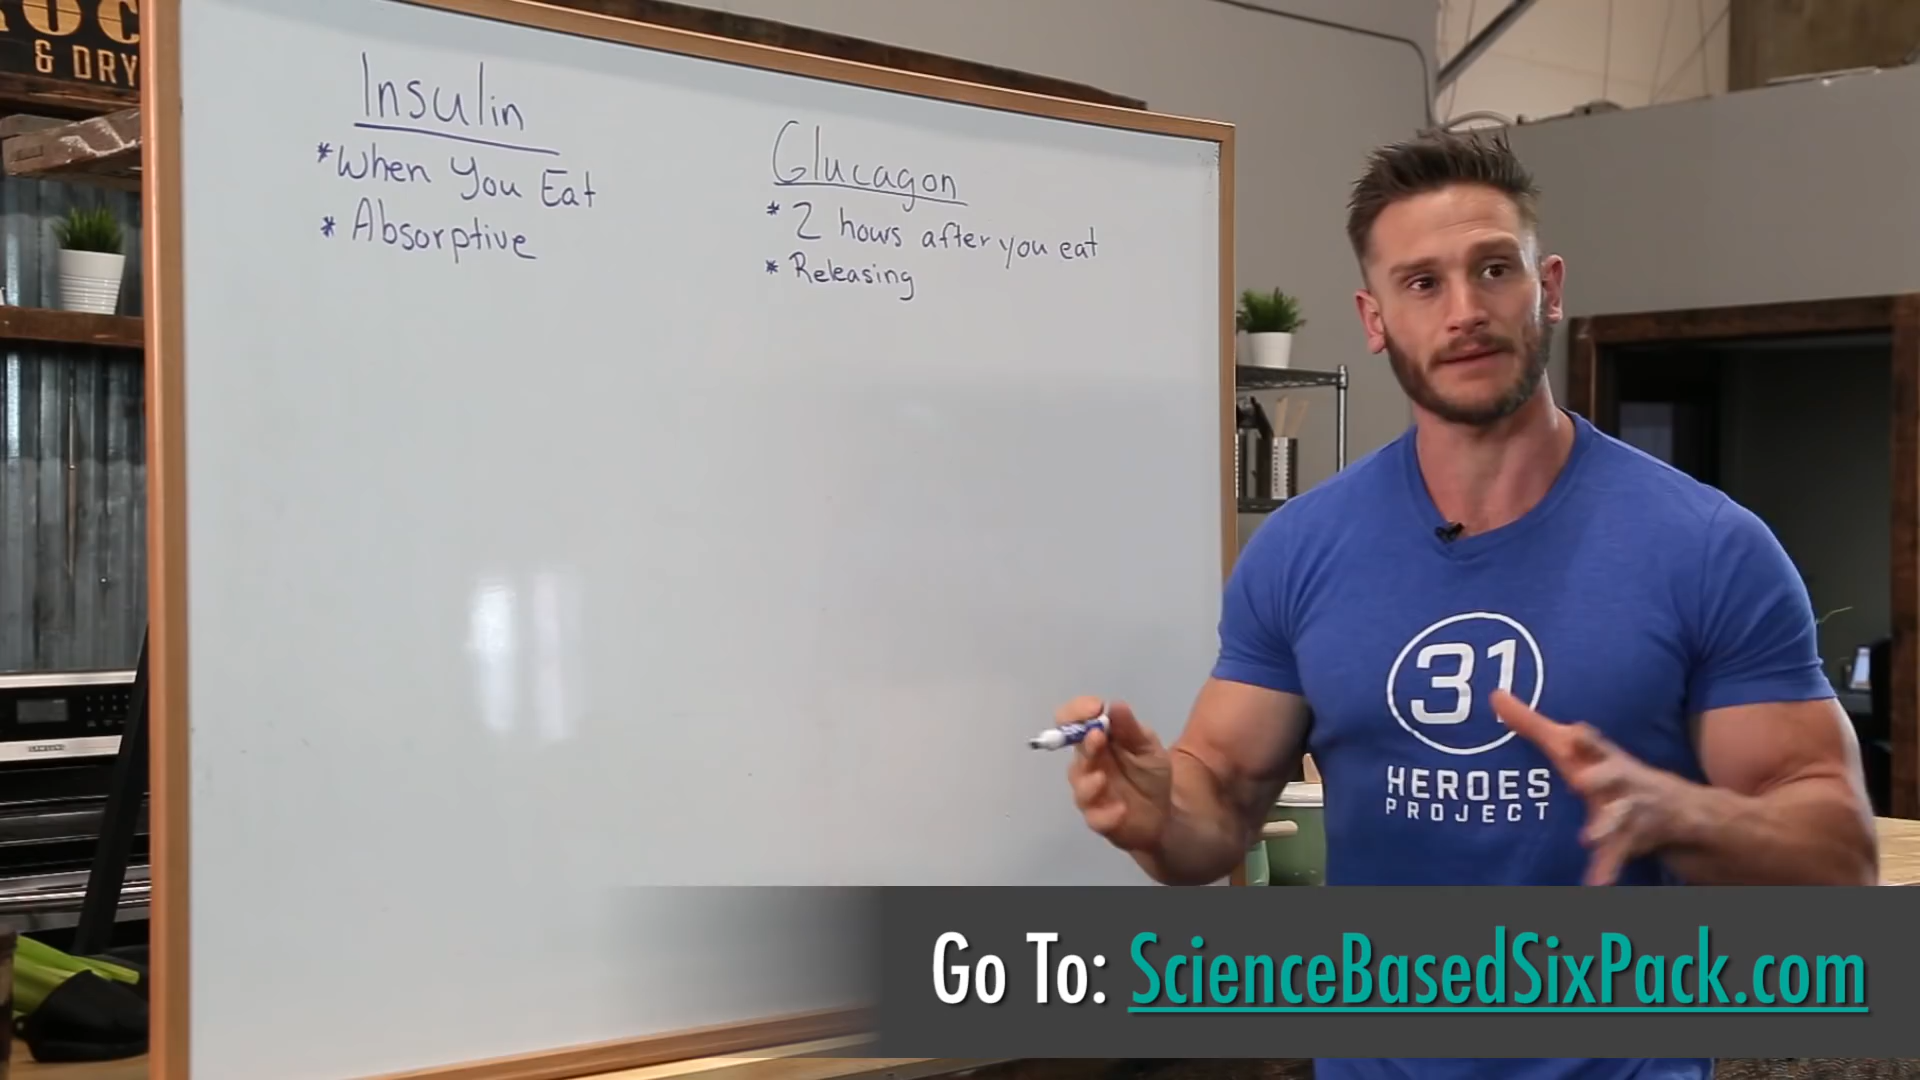 & DRY
Insulin
* When You Eat
* Absorptive
Glucagon
* 2 hours after you eat
* Releasing
31
HEROES
PROJECT
SAMSUNG
Go To: ScienceBasedSixPack.com